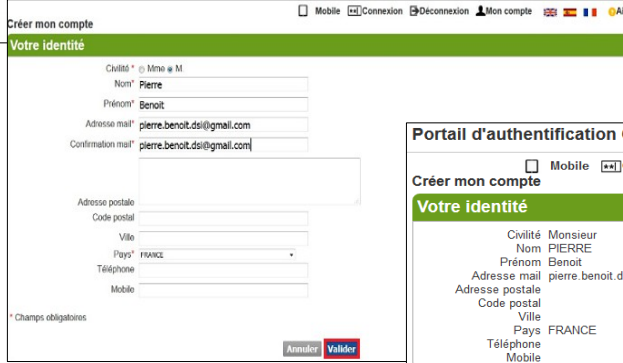 Mobile Connexion Déconnexion Mon compte
Créer mon compte
Votre identité
Civilité * Mme M.
Nom* Pierre
Prénom* Benoit
Adresse mail* pierre.benoit.dsi@gmail.com
Confirmation mail* pierre.benoit.dsi@gmail.com
Adresse postale
Code postal
Ville
Pays* FRANCE
Téléphone
Mobile
* Champs obligatoires
Annuler Valider
Portail d'authentification
Mobile
Créer mon compte
Votre identité
Civilité Monsieur
Nom PIERRE
Prénom Benoit
Adresse mail pierre.benoit.d
Adresse postale
Code postal
Ville
Pays FRANCE
Téléphone
Mobile